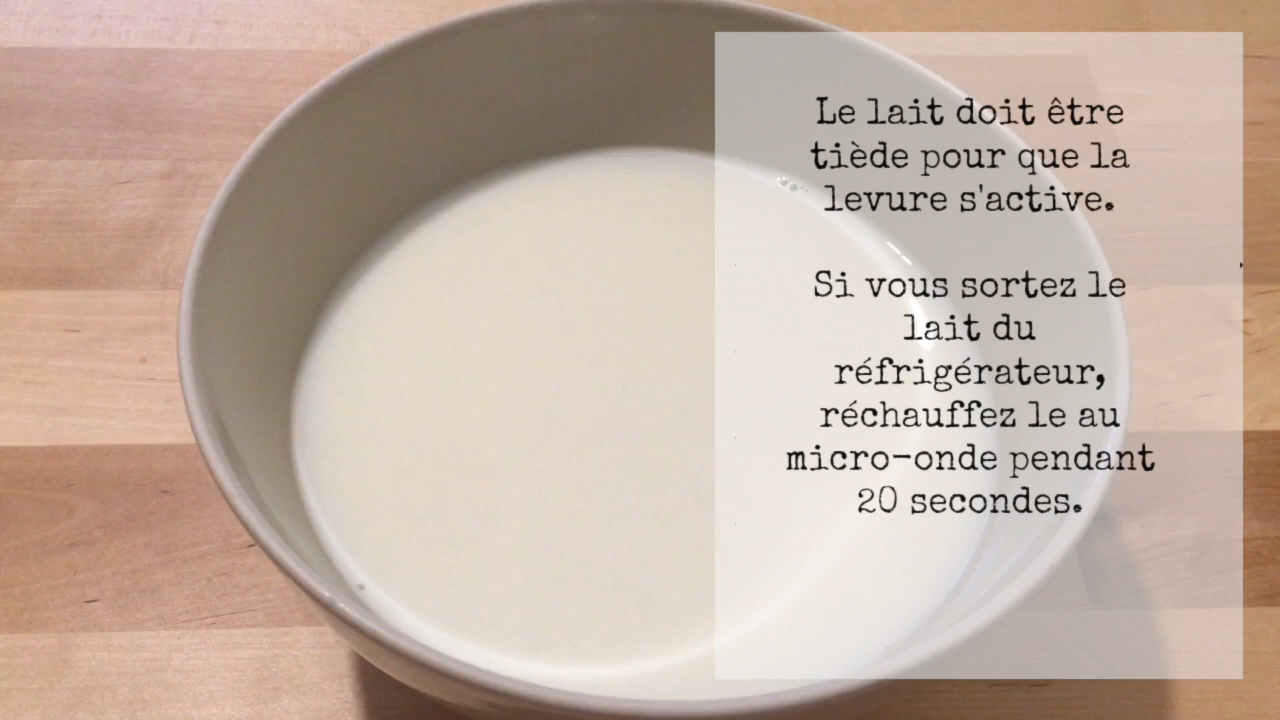 Le lait doit être
tiède pour que la
levure s'active.
Si vous sortez le
lait du
réfrigérateur,
réchauffez le au
micro-onde pendant
20 secondes.